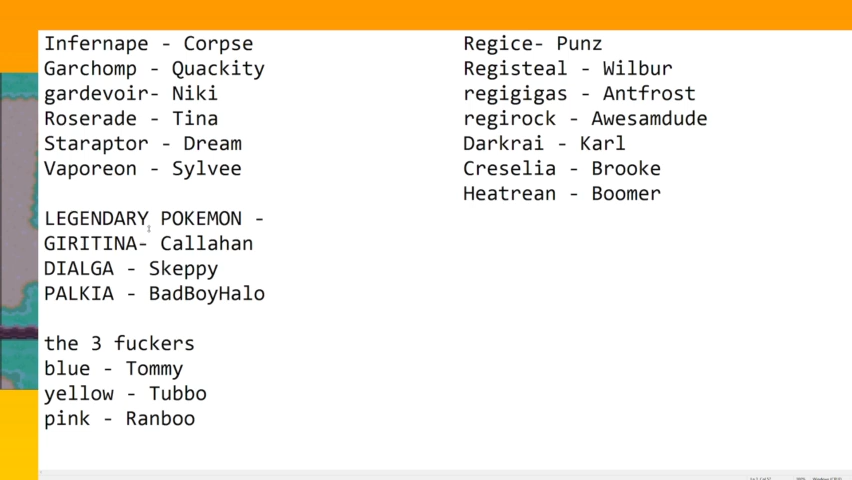 Infernape - Corpse
Garchomp - Quackity
gardevoir- Niki
Roserade - Tina
Staraptor - Dream
Vaporeon - Sylvee
LEGENDARY POKEMON -
GIRITINA- Callahan
DIALGA - Skeppy
PALKIA - BadBoyHalo
the 3 fuckers
blue - Tommy
yellow - Tubbo
pink - Ranboo
Regice- Punz
Registeal - Wilbur
regigigas - Antfrost
regirock - Awesamdude
Darkrai - Karl
Creselia - Brooke
Heatrean - Boomer